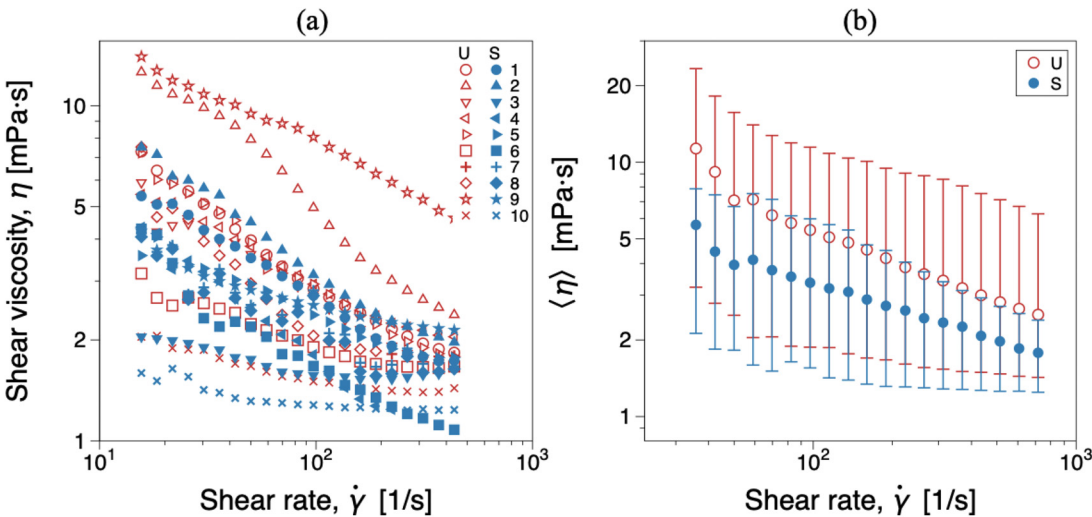 (a)
Shear viscosity, η [mPa·s]
10
5
2
1
U S
1
2
3
4
5
6
7
8
9
10
10¹ 10² 10³
Shear rate, γ̇ [1/s]
(b)
⟨η⟩ [mPa·s]
20
10
5
2
1
U
S
10² 10³
Shear rate, γ̇ [1/s]